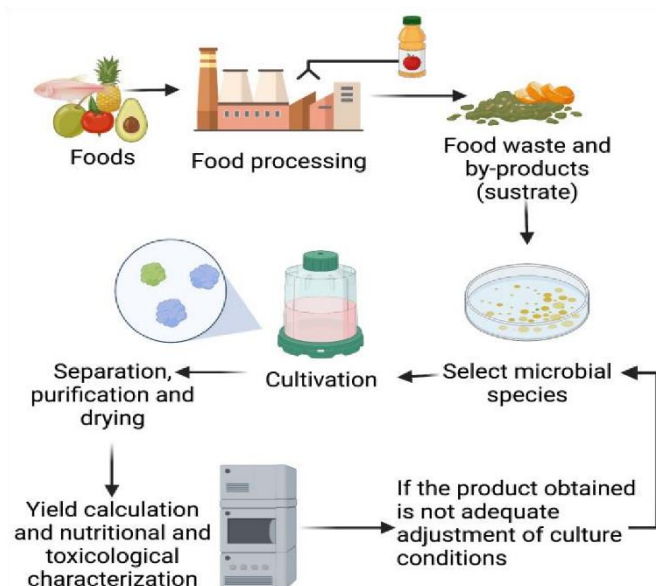 Foods
Food processing
Food waste and
by-products
(sustrate)
Separation,
purification and
drying
Cultivation
Select microbial
species
Yield calculation
and nutritional and
toxicological
characterization
If the product obtained
is not adequate
adjustment of culture
conditions